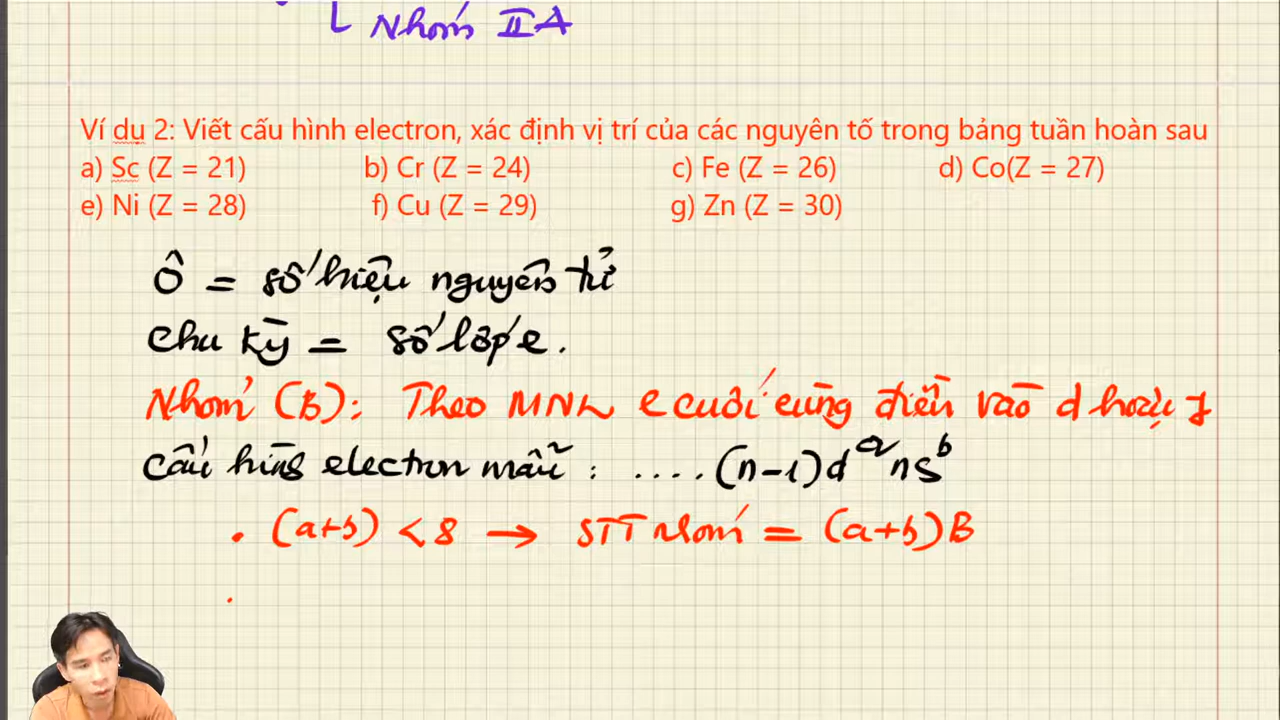 Nhóm IIA
Ví dụ 2: Viết cấu hình electron, xác định vị trí của các nguyên tố trong bảng tuần hoàn sau
a) Sc (Z = 21) b) Cr (Z = 24) c) Fe (Z = 26) d) Co(Z = 27)
e) Ni (Z = 28) f) Cu (Z = 29) g) Zn (Z = 30)
Ô = số hiệu nguyên tử
Chu kỳ = số lớp e.
Nhóm (B): Theo MNL e cuối cùng điền vào d hoặc f
Cấu hình electron mẫu : ....(n-1)d^a ns^b
. (a+b) < 8 → STT nhóm = (a+b)B